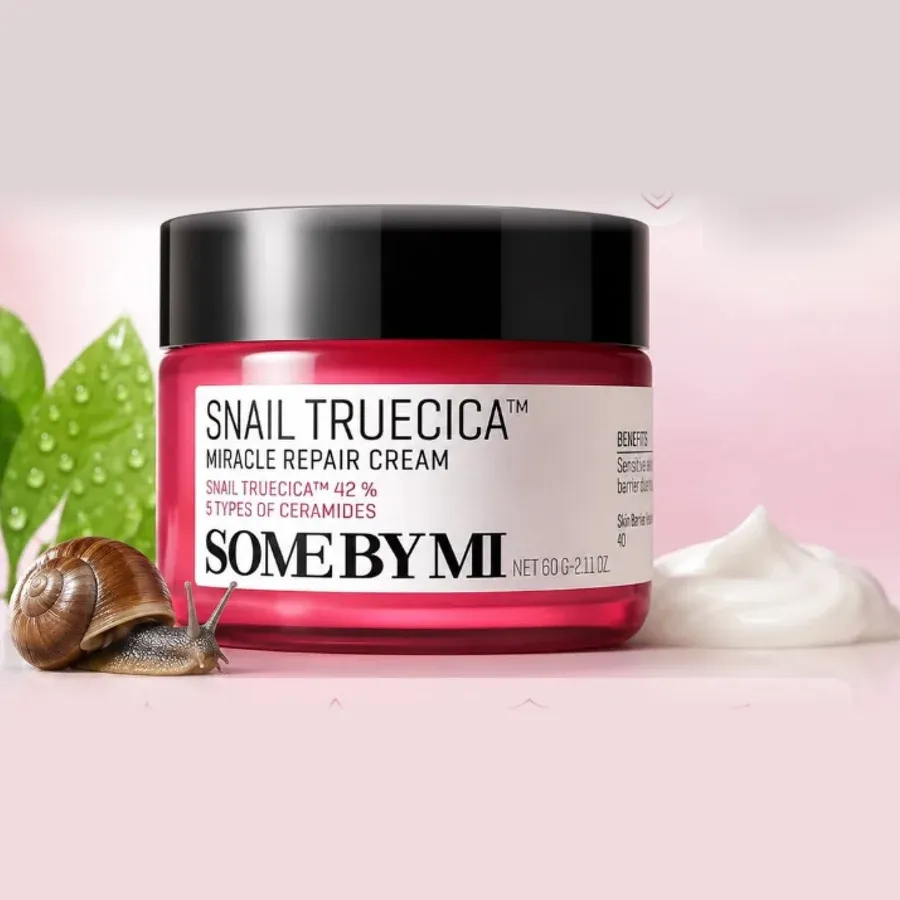 SNAIL TRUECICA™
MIRACLE REPAIR CREAM
SNAIL TRUECICA™ 42 %
5 TYPES OF CERAMIDES
SOME BY MI
NET 60 G-2.11 OZ.
BENEFITS
Sensitive
barrier
Skin Barrier
40